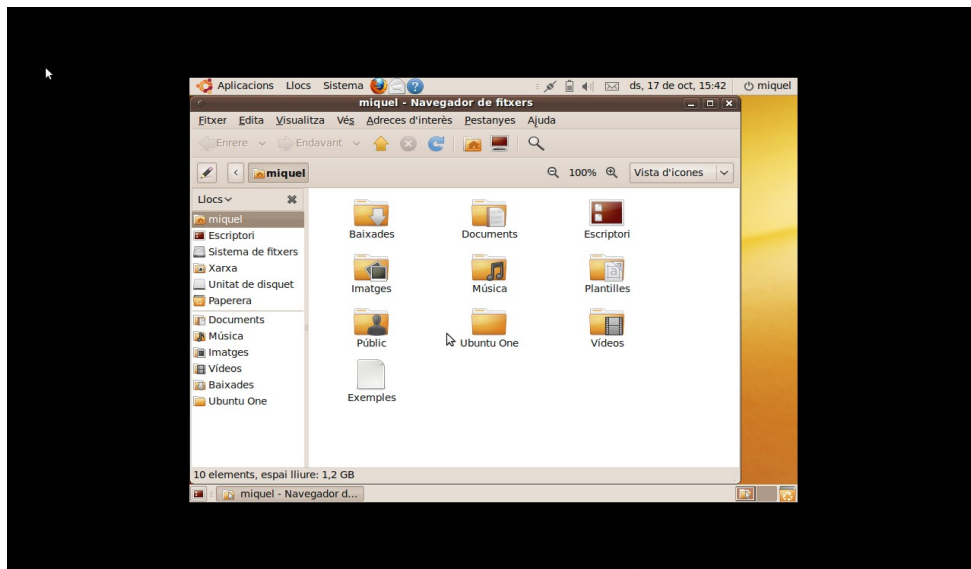 Aplicacions Llocs Sistema ds, 17 de oct, 15:42 miquel
miquel - Navegador de fitxers
Fitxer Edita Visualitza Vés Adreces d'interès Pestanyes Ajuda
Enrere Endavant
miquel 100% Vista d'icones
Llocs
miquel
Escriptori
Sistema de fitxers
Xarxa
Unitat de disquet
Paperera
Documents
Música
Imatges
Vídeos
Baixades
Ubuntu One
Baixades Documents Escriptori
Imatges Música Plantilles
Públic Ubuntu One Vídeos
Exemples
10 elements, espai lliure: 1,2 GB
miquel - Navegador d...